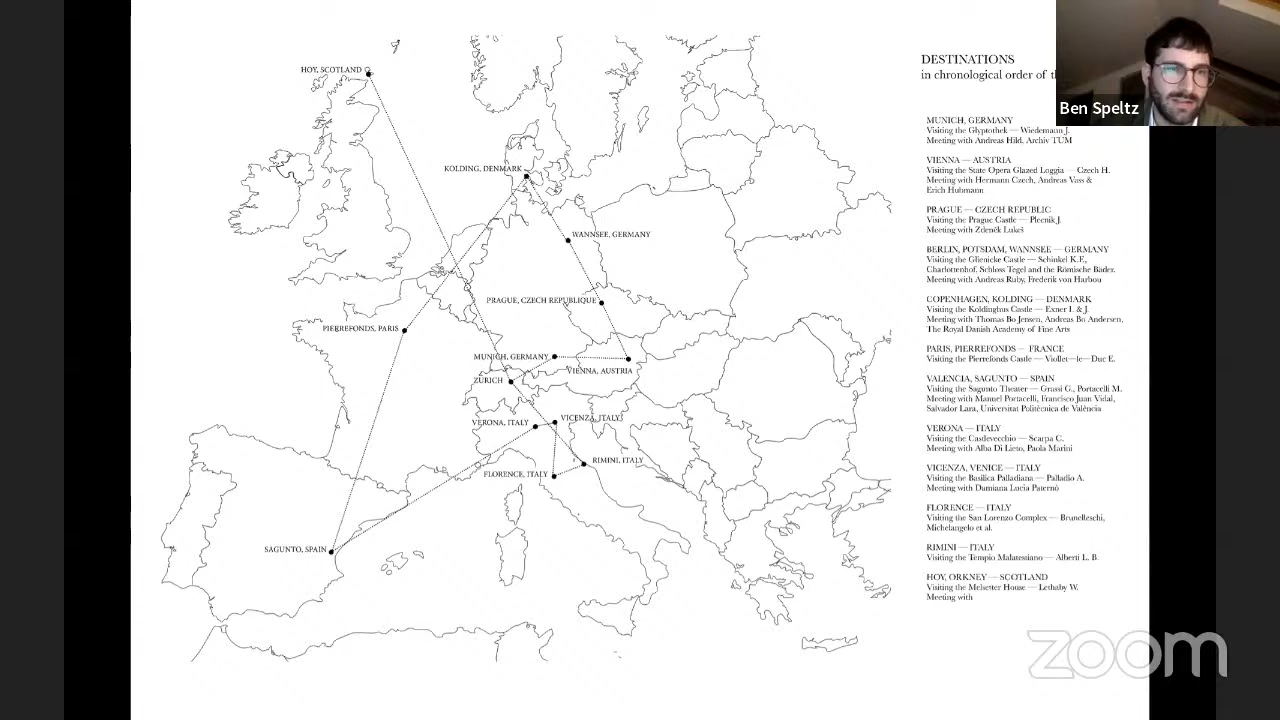 HOY, SCOTLAND
KOLDING, DENMARK
WANNSEE, GERMANY
PRAGUE, CZECH REPUBLIQUE
PIERREFONDS, PARIS
MUNICH, GERMANY
VIENNA, AUSTRIA
ZURICH
VERONA, ITALY
VICENZA, ITALY
RIMINI, ITALY
FLORENCE, ITALY
SAGUNTO, SPAIN
DESTINATIONS
in chronological order of
MUNICH, GERMANY
Visiting the Glyptothek — Wiedemann J.
Meeting with Andreas Hild, Archiv TUM
VIENNA — AUSTRIA
Visiting the State Opera Glazed Loggia — Czech H.
Meeting with Hermann Czech, Andreas Vass &
Erich Hubmann
PRAGUE — CZECH REPUBLIC
Visiting the Prague Castle — Plecnik J.
Meeting with Zdeněk Lukeš
BERLIN, POTSDAM, WANNSEE — GERMANY
Visiting the Glienicke Castle — Schinkel K.F.,
Charlottenhof, Schloss Tegel and the Römische Bäder.
Meeting with Andreas Ruby, Frederik von Harbou
COPENHAGEN, KOLDING — DENMARK
Visiting the Koldinghus Castle — Exner I. & J.
Meeting with Thomas Bo Jensen, Andreas Bo Andersen,
The Royal Danish Academy of Fine Arts
PARIS, PIERREFONDS — FRANCE
Visiting the Pierrefonds Castle — Viollet—le—Duc E.
VALENCIA, SAGUNTO — SPAIN
Visiting the Sagunto Theater — Grassi G., Portacelli M.
Meeting with Manuel Portacelli, Francisco Juan Vidal,
Salvador Lara, Universitat Politècnica de València
VERONA — ITALY
Visiting the Castlevecchio — Scarpa C.
Meeting with Alba Di Lieto, Paola Marini
VICENZA, VENICE — ITALY
Visiting the Basilica Palladiana — Palladio A.
Meeting with Damiana Lucia Paternò
FLORENCE — ITALY
Visiting the San Lorenzo Complex — Brunelleschi,
Michelangelo et al.
RIMINI — ITALY
Visiting the Tempio Malatestiano — Alberti L. B.
HOY, ORKNEY — SCOTLAND
Visiting the Melsetter House — Lethaby W.
Meeting with
Ben Speltz
zoom